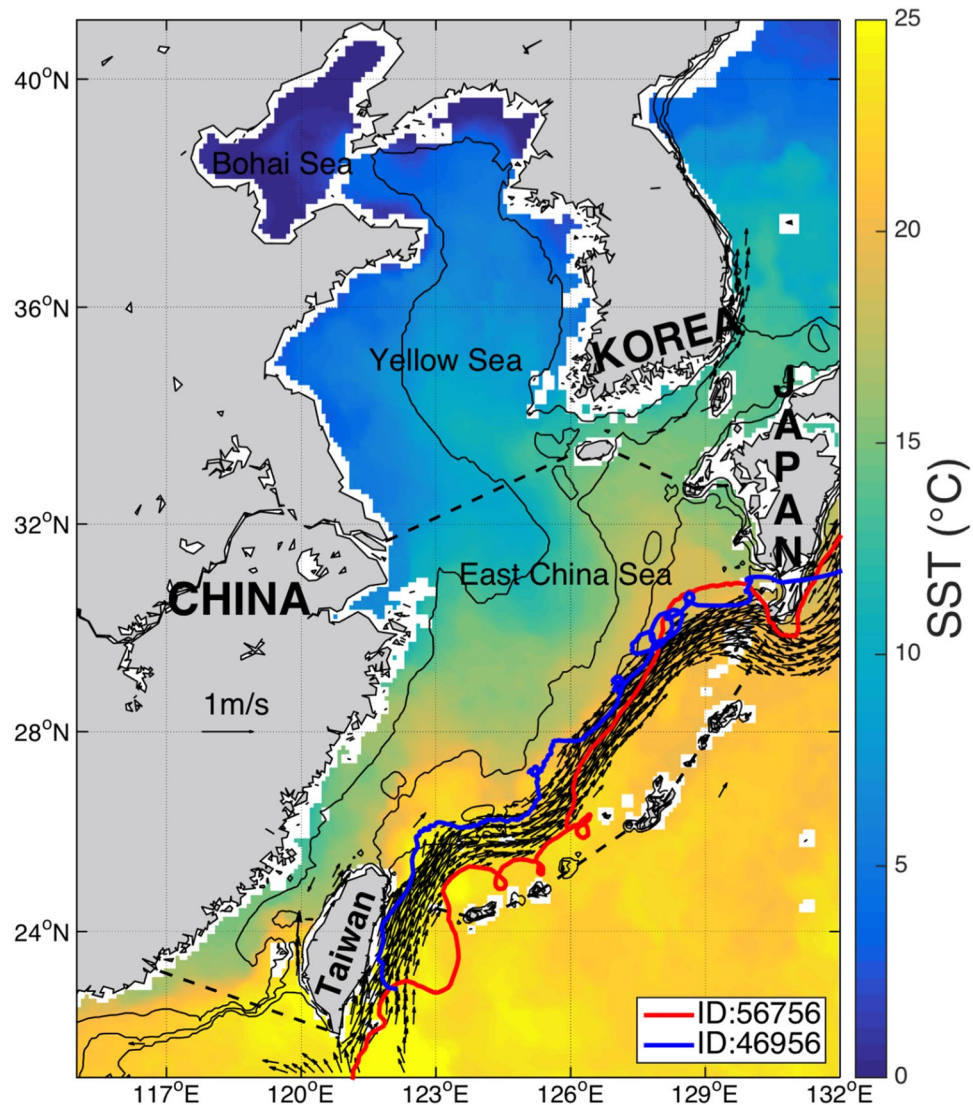 40°N
36°N
32°N
28°N
24°N
117°E
120°E
123°E
126°E
129°E
132°E
Bohai Sea
Yellow Sea
KOREA
JAPAN
East China Sea
CHINA
1m/s
Taiwan
ID:56756
ID:46956
25
20
15
10
5
0
SST (°C)